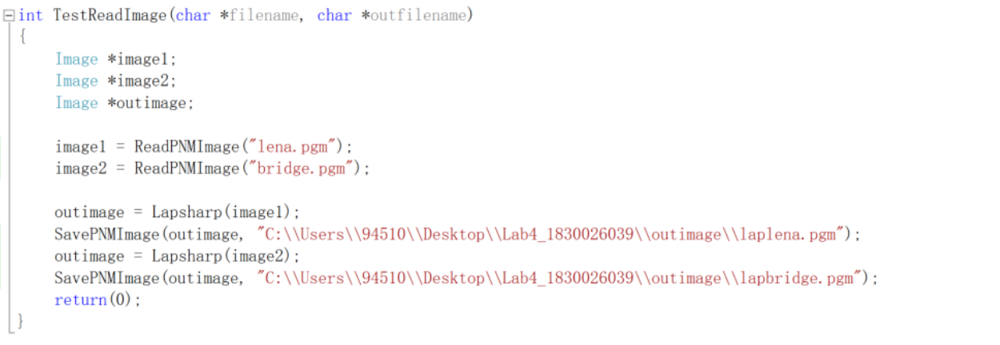 int TestReadImage(char *filename, char *outfilename)
{
Image *image1;
Image *image2;
Image *outimage;
image1 = ReadPNMImage("lena.pgm");
image2 = ReadPNMImage("bridge.pgm");
outimage = Lapsharp(image1);
SavePNMImage(outimage, "C:\\Users\\94510\\Desktop\\Lab4_1830026039\\outimage\\laplena.pgm");
outimage = Lapsharp(image2);
SavePNMImage(outimage, "C:\\Users\\94510\\Desktop\\Lab4_1830026039\\outimage\\lapbridge.pgm");
return(0);
}